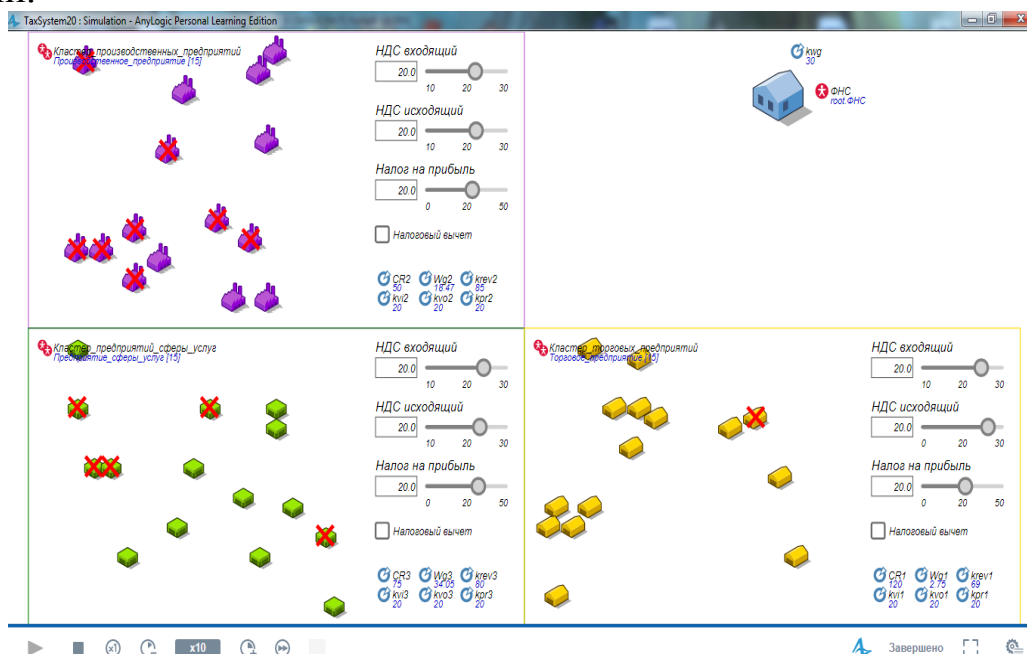 TaxSystem20 : Simulation - AnyLogic Personal Learning Edition
Кластер_производственных_предприятий
Производственное_предприятие [15]
НДС входящий
20.0
10 20 30
НДС исходящий
20.0
10 20 30
Налог на прибыль
20.0
0 20 50
Налоговый вычет
CR2 Wg2 krev2
50 18.47 85
kvi2 kvo2 kpr2
20 20 20
kwg
30
ФНС
root.ФНС
Кластер_предприятий_сферы_услуг
Предприятие_сферы_услуг [15]
НДС входящий
20.0
10 20 30
НДС исходящий
20.0
10 20 30
Налог на прибыль
20.0
0 20 50
Налоговый вычет
CR3 Wg3 krev3
75 34.05 80
kvi3 kvo3 kpr3
20 20 20
Кластер_торговых_предприятий
Торговое_предприятие [15]
НДС входящий
20.0
10 20 30
НДС исходящий
20.0
0 20 30
Налог на прибыль
20.0
0 20 50
Налоговый вычет
CR1 Wg1 krev1
120 2.75 69
kvi1 kvo1 kpr1
20 20 20
x1 x10 Завершено